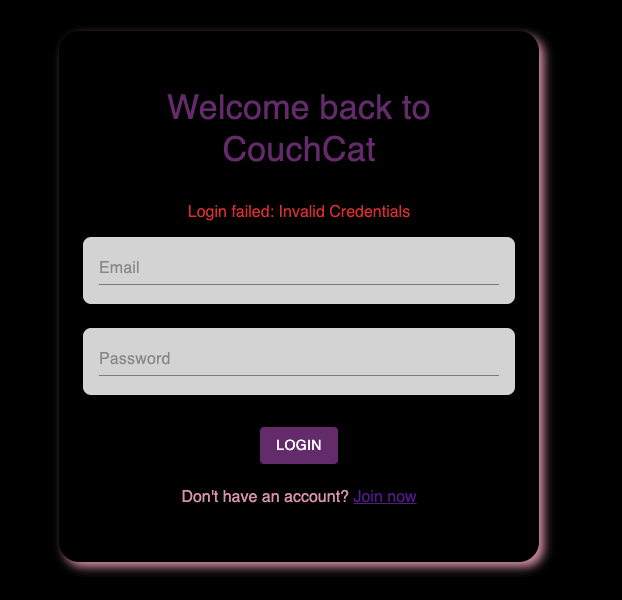 Welcome back to
CouchCat
Login failed: Invalid Credentials
Email
Password
LOGIN
Don't have an account? Join now